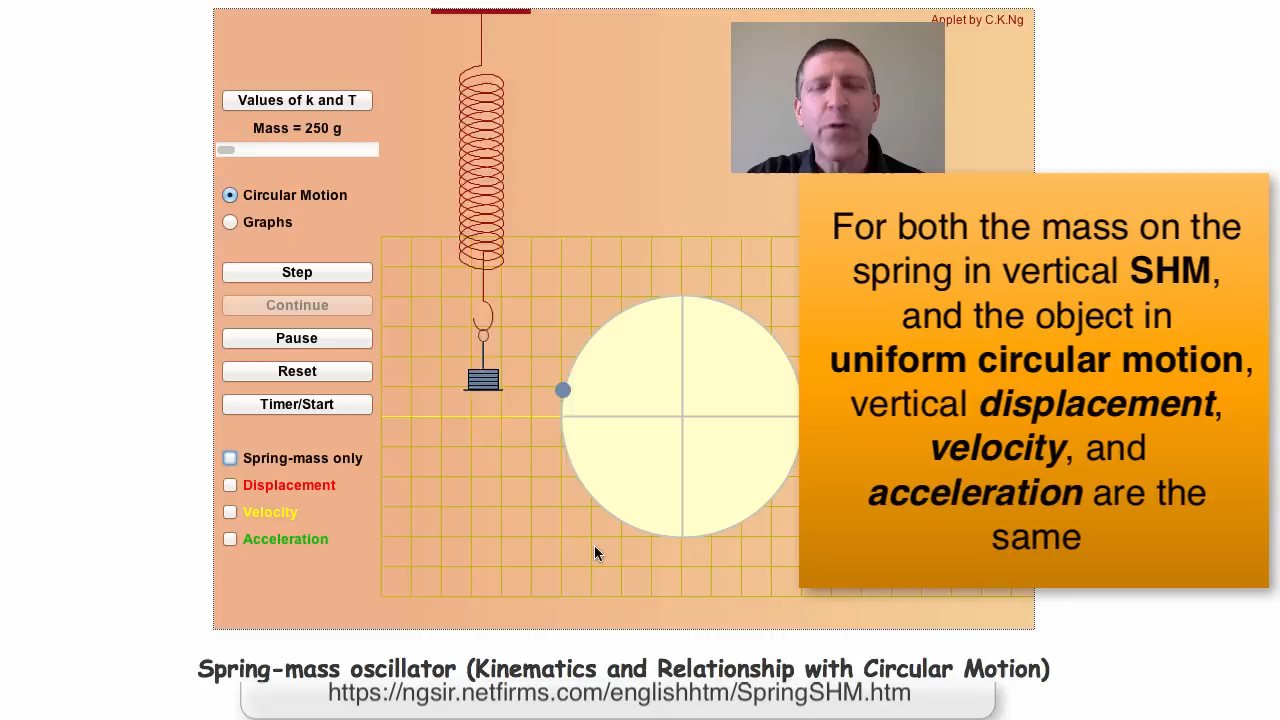 Applet by C.K.Ng
Values of k and T
Mass = 250 g
Circular Motion
Graphs
Step
Continue
Pause
Reset
Timer/Start
Spring-mass only
Displacement
Velocity
Acceleration
For both the mass on the
spring in vertical SHM,
and the object in
uniform circular motion,
vertical displacement,
velocity, and
acceleration are the
same
Spring-mass oscillator (Kinematics and Relationship with Circular Motion)
https://ngsir.netfirms.com/englishhtm/SpringSHM.htm